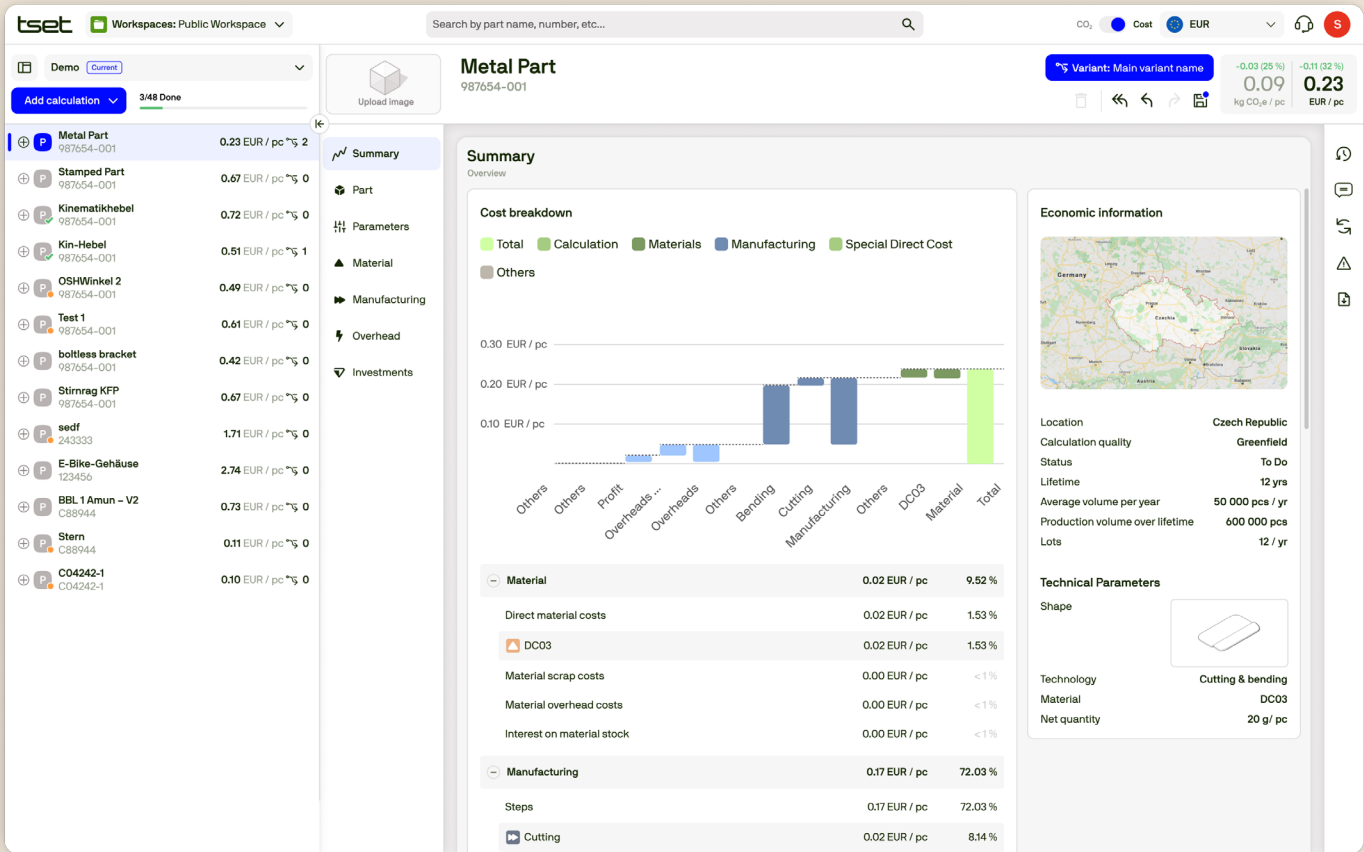 tset
Workspaces: Public Workspace
Search by part name, number, etc...
CO₂ Cost
EUR
S
Demo Current
Add calculation
3/48 Done
Metal Part
987654-001
0.23 EUR / pc 2
Stamped Part
987654-001
0.67 EUR / pc 0
Kinematikhebel
987654-001
0.72 EUR / pc 0
Kin-Hebel
987654-001
0.51 EUR / pc 1
OSHWinkel 2
987654-001
0.49 EUR / pc 0
Test 1
987654-001
0.61 EUR / pc 0
boltless bracket
987654-001
0.42 EUR / pc 0
Stirnrag KFP
987654-001
0.67 EUR / pc 0
sedf
243333
1.71 EUR / pc 0
E-Bike-Gehäuse
123456
2.74 EUR / pc 0
BBL 1 Amun – V2
C88944
0.73 EUR / pc 0
Stern
C88944
0.11 EUR / pc 0
C04242-1
C04242-1
0.10 EUR / pc 0
P
P
P
P
P
P
P
P
P
P
P
P
P
Upload image
Metal Part
987654-001
Variant: Main variant name
-0.03 (25 %)
0.09
kg CO₂e / pc
-0.11 (32 %)
0.23
EUR / pc
Summary
Part
Parameters
Material
Manufacturing
Overhead
Investments
Summary
Overview
Cost breakdown
Total Calculation Materials Manufacturing Special Direct Cost
Others
0.30 EUR / pc
0.20 EUR / pc
0.10 EUR / pc
Others
Others
Profit
Overheads ...
Overheads
Others
Bending
Cutting
Manufacturing
Others
DC03
Material
Total
Material 0.02 EUR / pc 9.52 %
Direct material costs 0.02 EUR / pc 1.53 %
DC03 0.02 EUR / pc 1.53 %
Material scrap costs 0.00 EUR / pc <1 %
Material overhead costs 0.00 EUR / pc <1 %
Interest on material stock 0.00 EUR / pc <1 %
Manufacturing 0.17 EUR / pc 72.03 %
Steps 0.17 EUR / pc 72.03 %
Cutting 0.02 EUR / pc 8.14 %
Economic information
Germany
Czechia
Slovakia
Austria
Location Czech Republic
Calculation quality Greenfield
Status To Do
Lifetime 12 yrs
Average volume per year 50 000 pcs / yr
Production volume over lifetime 600 000 pcs
Lots 12 / yr
Technical Parameters
Shape
Technology Cutting & bending
Material DC03
Net quantity 20 g/ pc